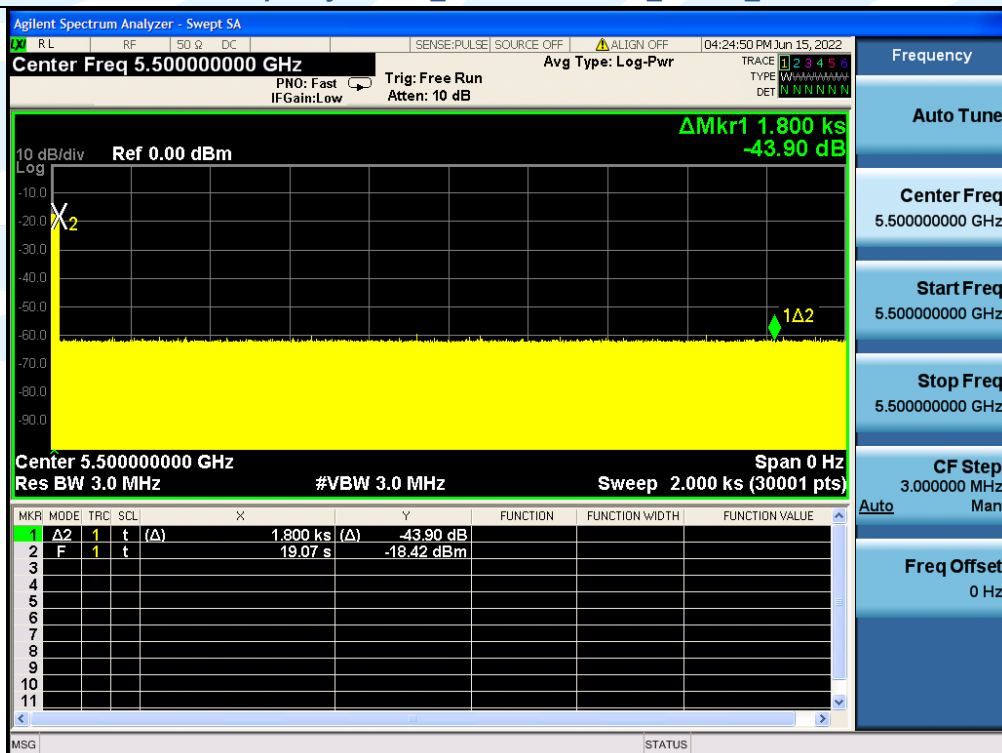 Agilent Spectrum Analyzer - Swept SA
LXI RL RF 50 Ω DC SENSE:PULSE SOURCE OFF ⚠ALIGN OFF 04:24:50 PM Jun 15, 2022
Center Freq 5.500000000 GHz
PNO: Fast
IFGain:Low
Trig: Free Run
Atten: 10 dB
Avg Type: Log-Pwr
TRACE 1 2 3 4 5 6
TYPE WWWWWW
DET N N N N N N
ΔMkr1 1.800 ks
-43.90 dB
10 dB/div
Log
Ref 0.00 dBm
-10.0
-20.0
-30.0
-40.0
-50.0
-60.0
-70.0
-80.0
-90.0
X2
1Δ2
Center 5.500000000 GHz Span 0 Hz
Res BW 3.0 MHz #VBW 3.0 MHz Sweep 2.000 ks (30001 pts)
MKR MODE TRC SCL X Y FUNCTION FUNCTION WIDTH FUNCTION VALUE
1 Δ2 1 t (Δ) 1.800 ks (Δ) -43.90 dB
2 F 1 t 19.07 s -18.42 dBm
3
4
5
6
7
8
9
10
11
MSG STATUS
Frequency
Auto Tune
Center Freq
5.500000000 GHz
Start Freq
5.500000000 GHz
Stop Freq
5.500000000 GHz
CF Step
3.000000 MHz
Auto Man
Freq Offset
0 Hz